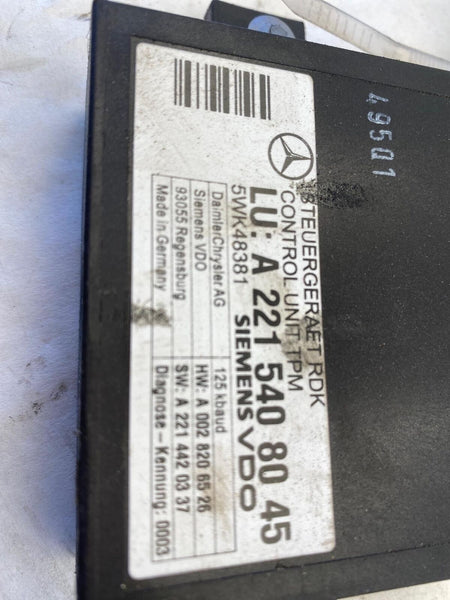 STEUERGERAET RDK
CONTROL UNIT TPM
LU: A 221 540 80 45
5WK48381
SIEMENS VDO
DaimlerChrysler AG
Siemens VDO
93055 Regensburg
Made in Germany
125 kbaud
HW: A 002 820 65 26
SW: A 221 442 03 37
Diagnose - Kennung: 0003
49501